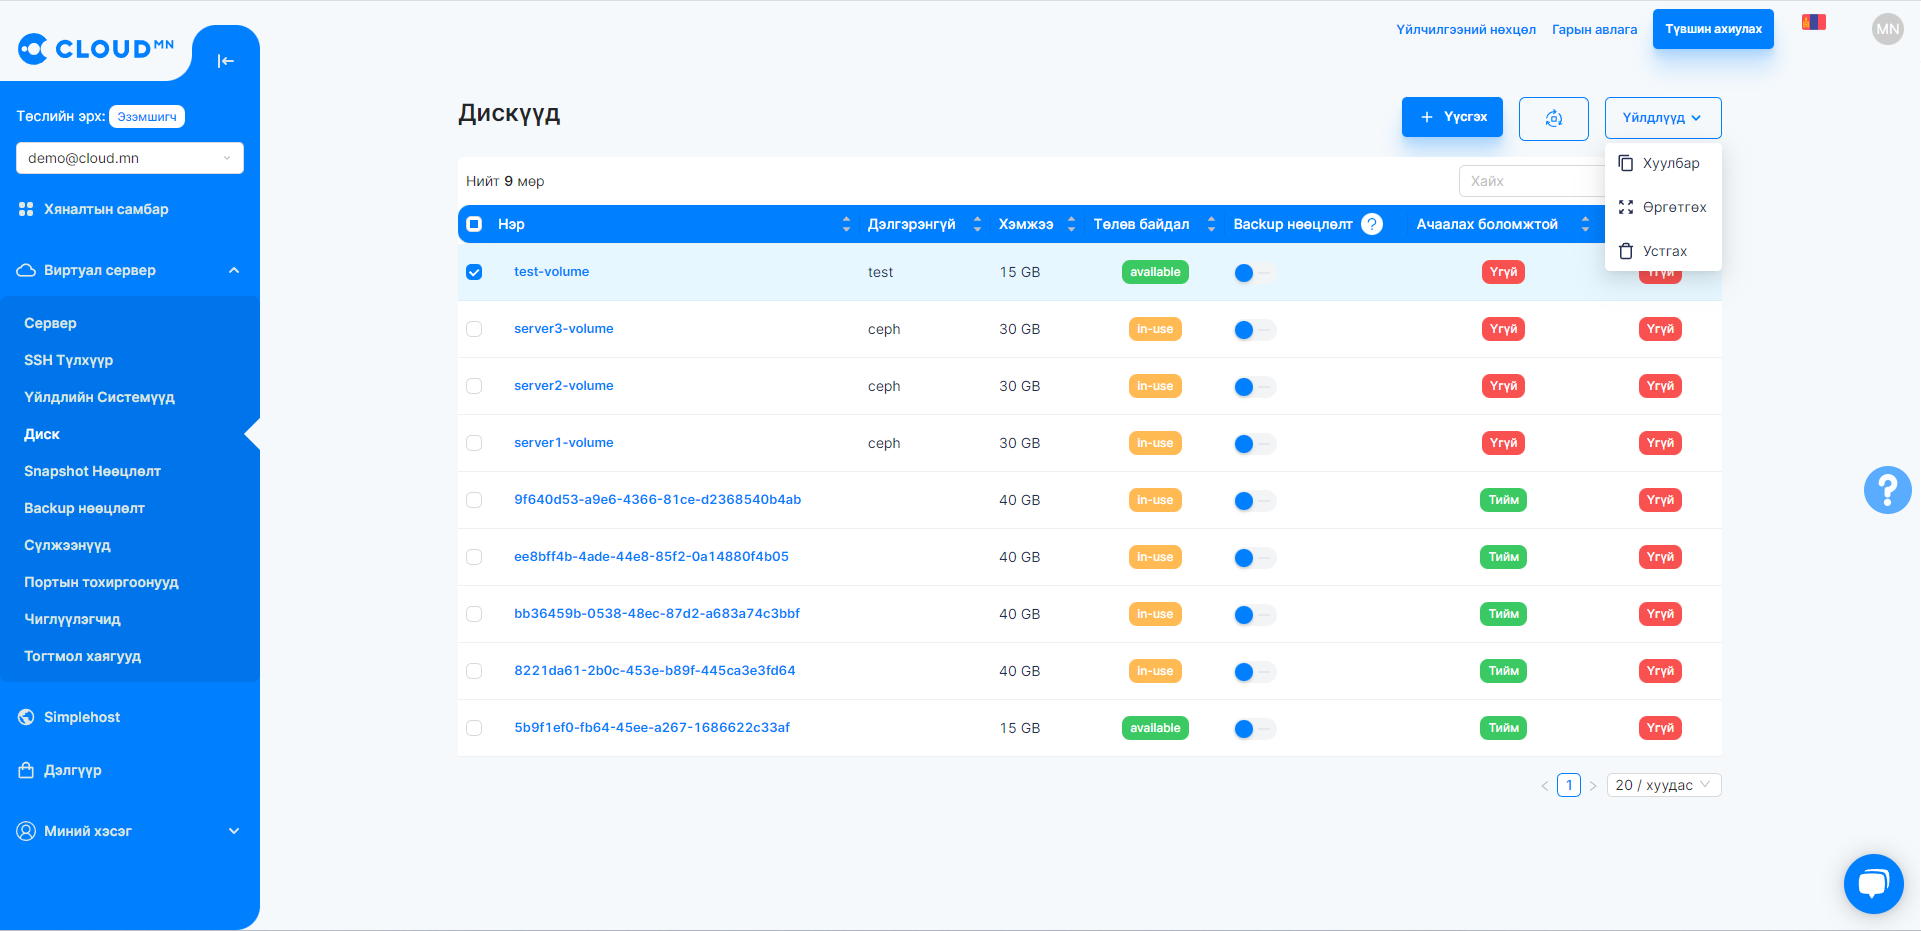 CLOUD MN
Үйлчилгээний нөхцөл Гарын авлага Түвшин ахиулах MN
Төслийн эрх: Эзэмшигч
demo@cloud.mn
Хяналтын самбар
Виртуал сервер
Сервер
SSH Түлхүүр
Үйлдлийн Системүүд
Диск
Snapshot Нөөцлөлт
Backup нөөцлөлт
Сүлжээнүүд
Портын тохиргоонууд
Чиглүүлэгчид
Тогтмол хаягууд
Simplehost
Дэлгүүр
Миний хэсэг
Дискүүд
+ Үүсгэх Үйлдлүүд
Хуулбар
Өргөтгөх
Устгах
Нийт 9 мөр Хайх
Нэр Дэлгэрэнгүй Хэмжээ Төлөв байдал Backup нөөцлөлт ? Ачаалах боломжтой
test-volume test 15 GB available Үгүй Үгүй
server3-volume ceph 30 GB in-use Үгүй Үгүй
server2-volume ceph 30 GB in-use Үгүй Үгүй
server1-volume ceph 30 GB in-use Үгүй Үгүй
9f640d53-a9e6-4366-81ce-d2368540b4ab 40 GB in-use Тийм Үгүй
ee8bff4b-4ade-44e8-85f2-0a14880f4b05 40 GB in-use Тийм Үгүй
bb36459b-0538-48ec-87d2-a683a74c3bbf 40 GB in-use Тийм Үгүй
8221da61-2b0c-453e-b89f-445ca3e3fd64 40 GB in-use Тийм Үгүй
5b9f1ef0-fb64-45ee-a267-1686622c33af 15 GB available Тийм Үгүй
< 1 > 20 / хуудас
?